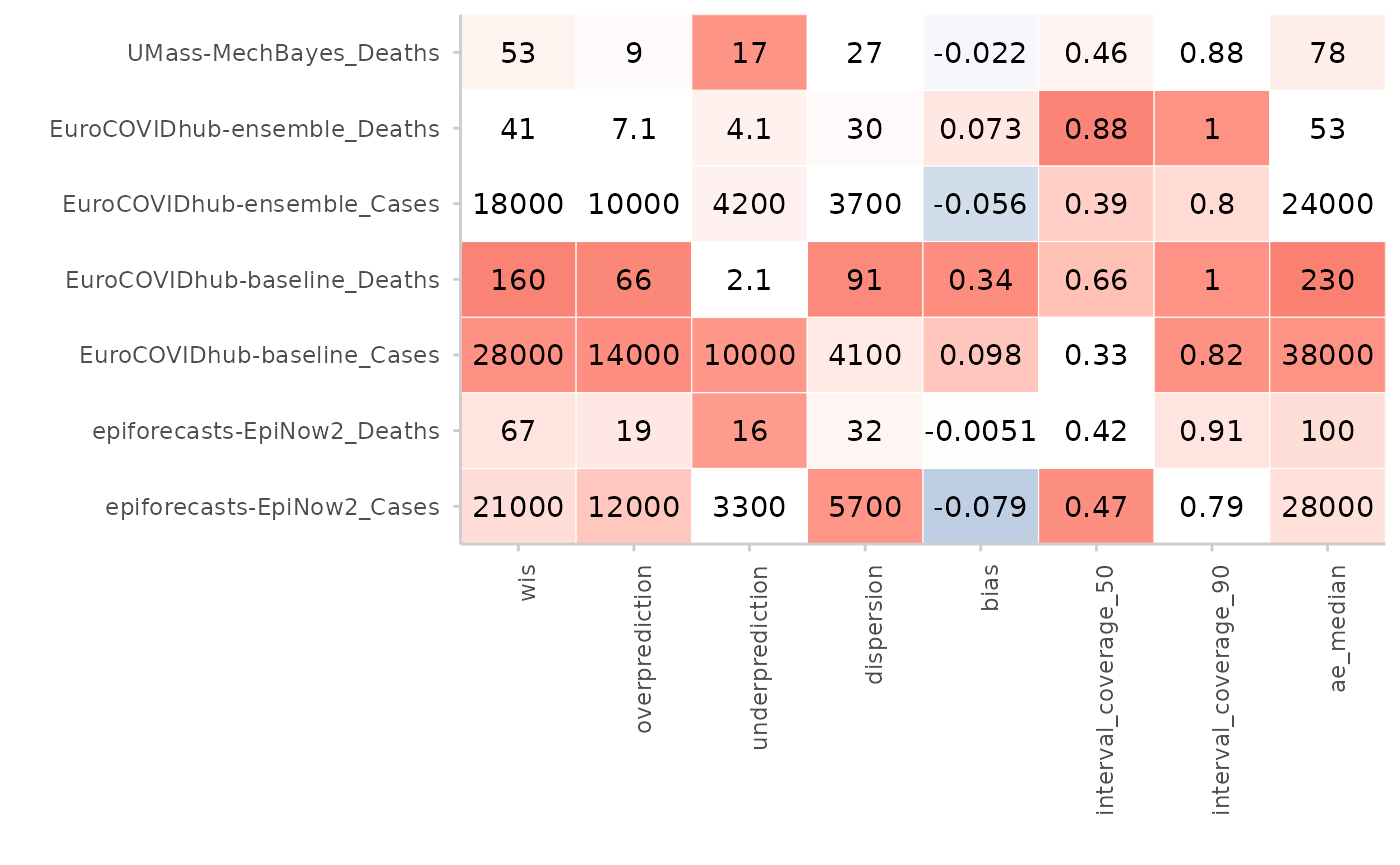 UMass-MechBayes_Deaths 53 9 17 27 -0.022 0.46 0.88 78
EuroCOVIDhub-ensemble_Deaths 41 7.1 4.1 30 0.073 0.88 1 53
EuroCOVIDhub-ensemble_Cases 18000 10000 4200 3700 -0.056 0.39 0.8 24000
EuroCOVIDhub-baseline_Deaths 160 66 2.1 91 0.34 0.66 1 230
EuroCOVIDhub-baseline_Cases 28000 14000 10000 4100 0.098 0.33 0.82 38000
epiforecasts-EpiNow2_Deaths 67 19 16 32 -0.0051 0.42 0.91 100
epiforecasts-EpiNow2_Cases 21000 12000 3300 5700 -0.079 0.47 0.79 28000
wis
overprediction
underprediction
dispersion
bias
interval_coverage_50
interval_coverage_90
ae_median